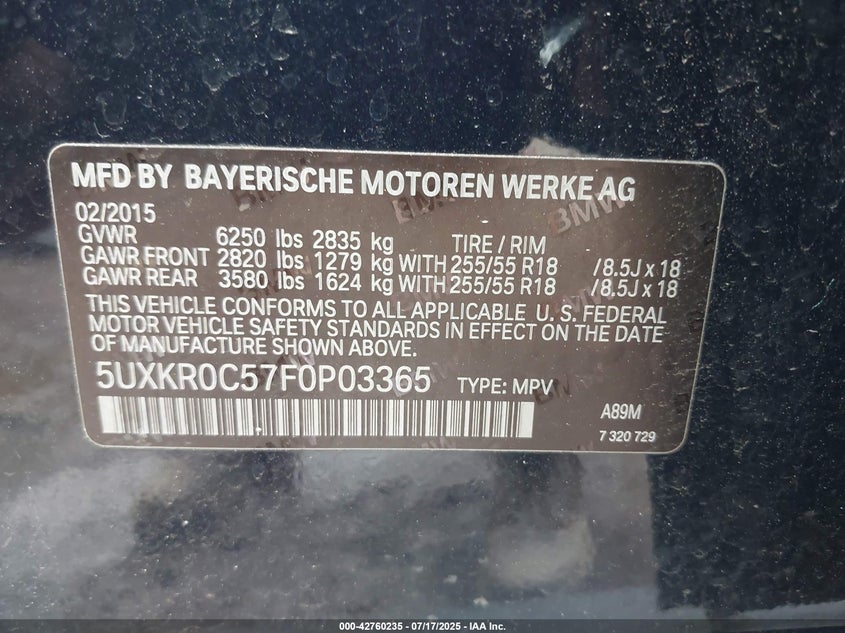 MFD BY BAYERISCHE MOTOREN WERKE AG
02/2015
GVWR 6250 lbs 2835 kg TIRE / RIM
GAWR FRONT 2820 lbs 1279 kg WITH 255/55 R18 /8.5J x 18
GAWR REAR 3580 lbs 1624 kg WITH 255/55 R18 /8.5J x 18
THIS VEHICLE CONFORMS TO ALL APPLICABLE U. S. FEDERAL
MOTOR VEHICLE SAFETY STANDARDS IN EFFECT ON THE DATE
OF MANUFACTURE SHOWN ABOVE.
5UXKR0C57F0P03365 TYPE: MPV
A89M
7 320 729
000-42760235 - 07/17/2025 - IAA Inc.